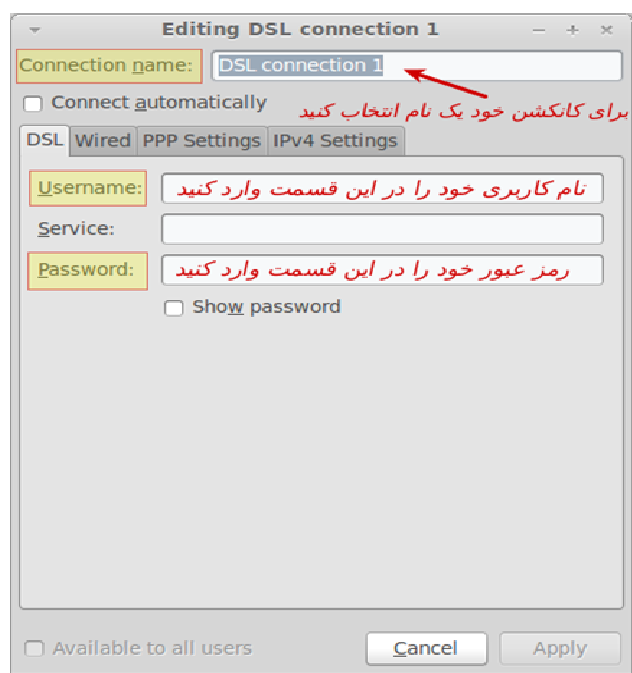 Editing DSL connection 1
Connection name: DSL connection 1
Connect automatically
برای کانکشن خود یک نام انتخاب کنید
DSL Wired PPP Settings IPv4 Settings
Username: نام کاربری خود را در این قسمت وارد کنید
Service:
Password: رمز عبور خود را در این قسمت وارد کنید
Show password
Available to all users Cancel Apply